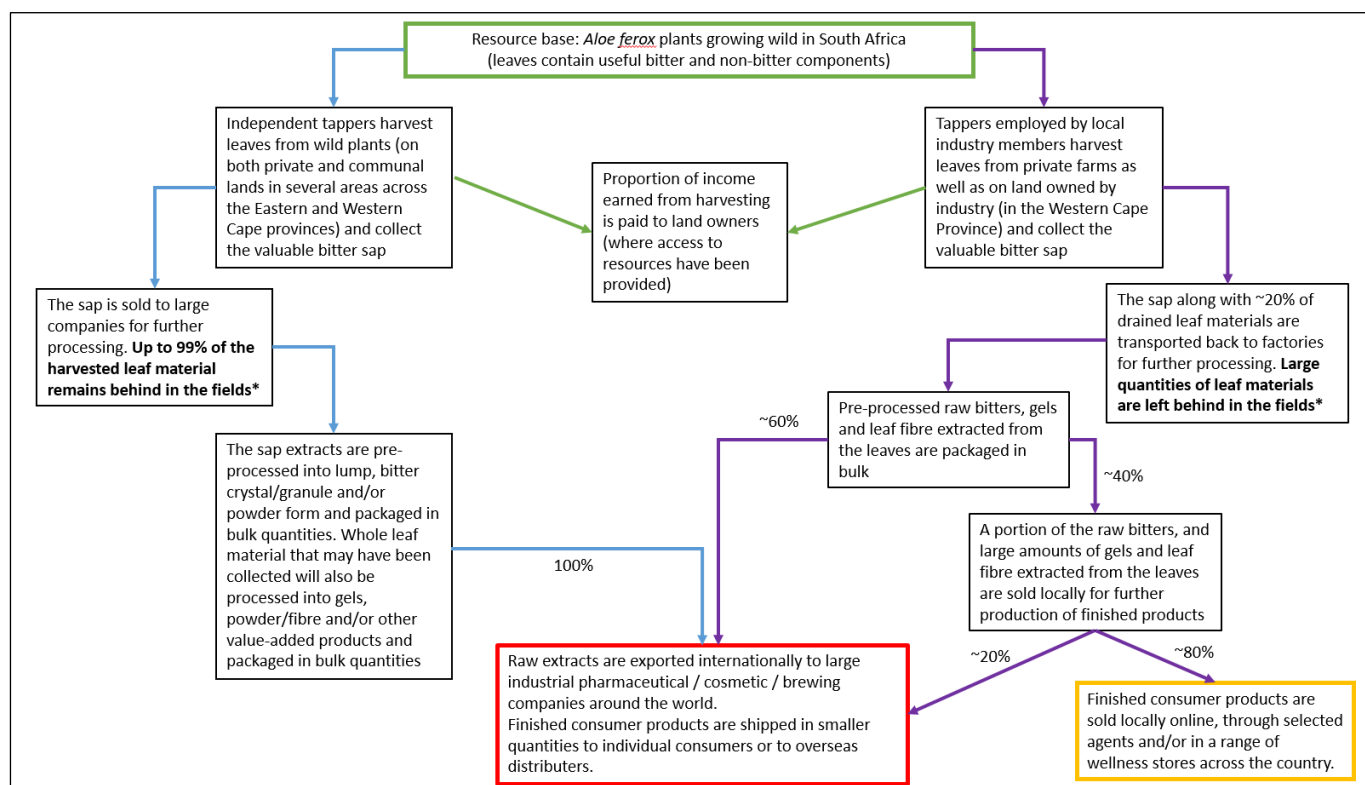 Resource base: Aloe ferox plants growing wild in South Africa
(leaves contain useful bitter and non-bitter components)
Independent tappers harvest
leaves from wild plants (on
both private and communal
lands in several areas across
the Eastern and Western
Cape provinces) and collect
the valuable bitter sap
Proportion of income
earned from harvesting
is paid to land owners
(where access to
resources have been
provided)
Tappers employed by local
industry members harvest
leaves from private farms as
well as on land owned by
industry (in the Western Cape
Province) and collect the
valuable bitter sap
The sap is sold to large
companies for further
processing. Up to 99% of the
harvested leaf material
remains behind in the fields*
The sap along with ~20% of
drained leaf materials are
transported back to factories
for further processing. Large
quantities of leaf materials
are left behind in the fields*
Pre-processed raw bitters, gels
and leaf fibre extracted from
the leaves are packaged in
bulk
~60%
~40%
The sap extracts are pre-
processed into lump, bitter
crystal/granule and/or
powder form and packaged in
bulk quantities. Whole leaf
material that may have been
collected will also be
processed into gels,
powder/fibre and/or other
value-added products and
packaged in bulk quantities
100%
A portion of the raw bitters, and
large amounts of gels and leaf
fibre extracted from the leaves
are sold locally for further
production of finished products
~20%
~80%
Raw extracts are exported internationally to large
industrial pharmaceutical / cosmetic / brewing
companies around the world.
Finished consumer products are shipped in smaller
quantities to individual consumers or to overseas
distributers.
Finished consumer products are
sold locally online, through selected
agents and/or in a range of
wellness stores across the country.